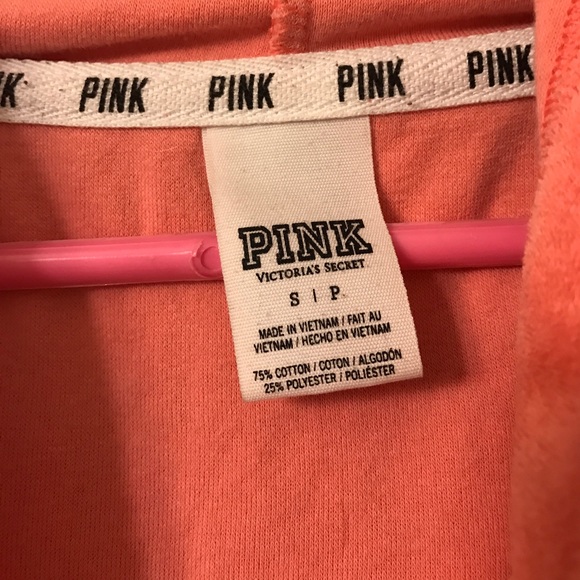 K PINK PINK PINK PINK
PINK
VICTORIA'S SECRET
S | P
MADE IN VIETNAM / FAIT AU
VIETNAM / HECHO EN VIETNAM
75% COTTON / COTON / ALGODÓN
25% POLYESTER / POLIÉSTER